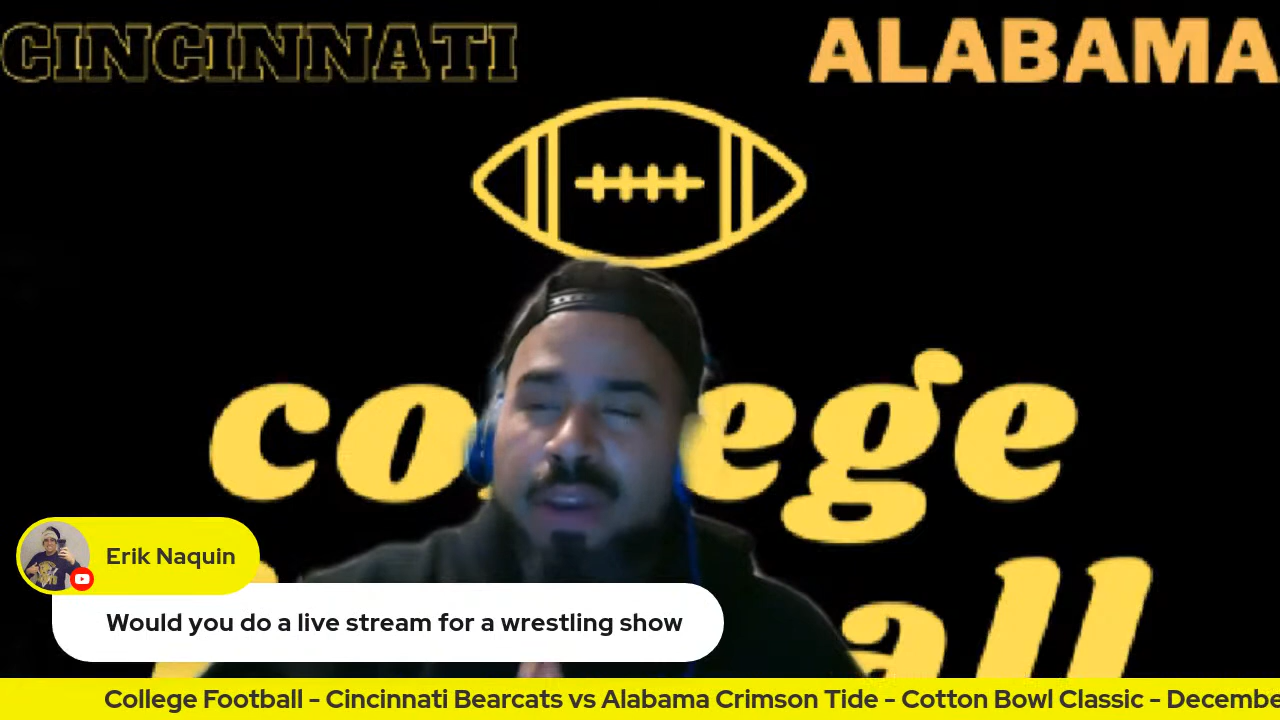 CINCINNATI
ALABAMA
Erik Naquin
Would you do a live stream for a wrestling show
College Football - Cincinnati Bearcats vs Alabama Crimson Tide - Cotton Bowl Classic -